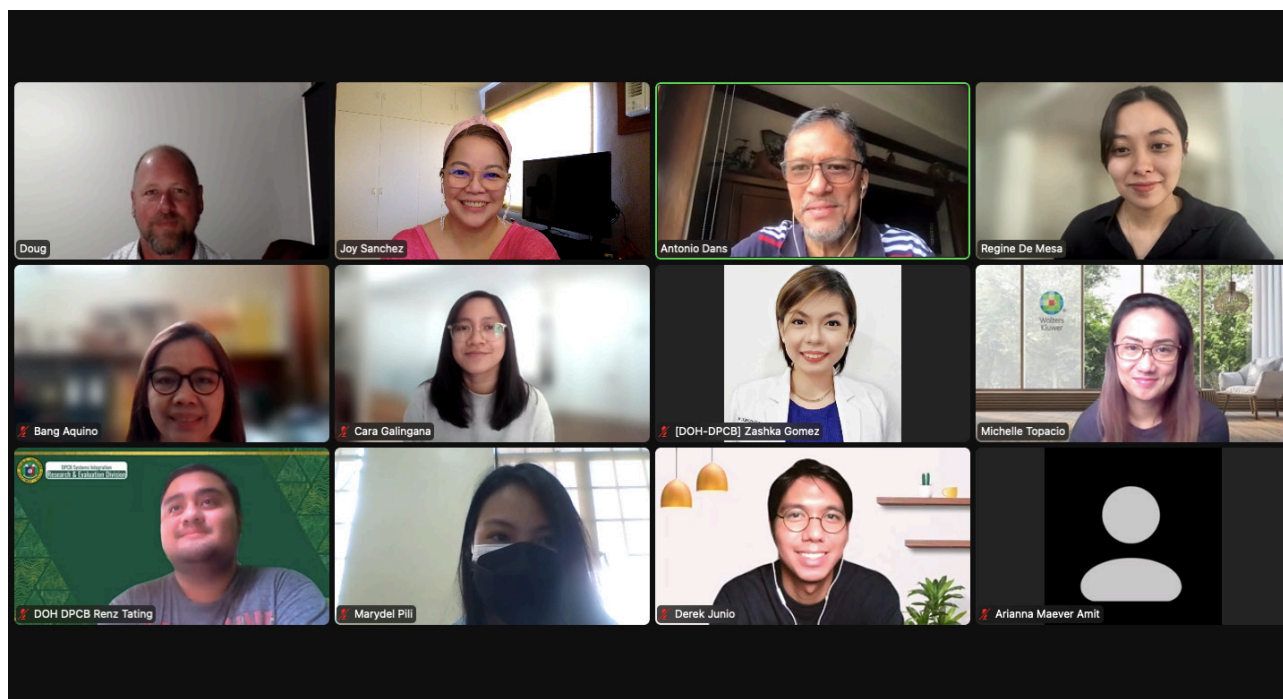 Doug
Joy Sanchez
Antonio Dans
Regine De Mesa
Bang Aquino
Cara Galingana
[DOH-DPCB] Zashka Gomez
Wolters
Kluwer
Michelle Topacio
DPCB Systems Integration
Research & Evaluation Division
DOH DPCB Renz Tating
Marydel Pili
Derek Junio
Arianna Maever Amit